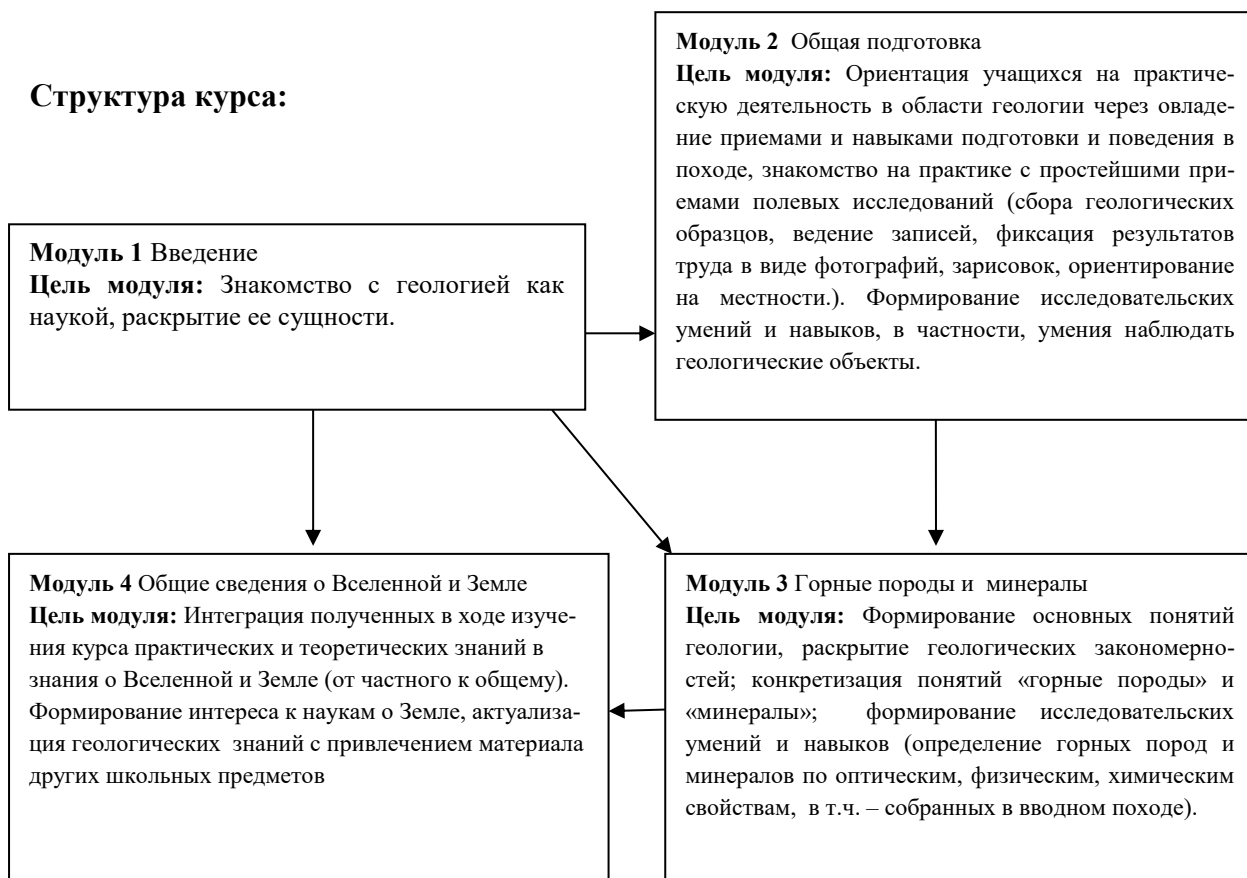 Структура курса:
Модуль 1 Введение
Цель модуля: Знакомство с геологией как
наукой, раскрытие ее сущности.
Модуль 2 Общая подготовка
Цель модуля: Ориентация учащихся на практиче-
скую деятельность в области геологии через овладе-
ние приемами и навыками подготовки и поведения в
походе, знакомство на практике с простейшими при-
емами полевых исследований (сбора геологических
образцов, ведение записей, фиксация результатов
труда в виде фотографий, зарисовок, ориентирование
на местности.). Формирование исследовательских
умений и навыков, в частности, умения наблюдать
геологические объекты.
Модуль 4 Общие сведения о Вселенной и Земле
Цель модуля: Интеграция полученных в ходе изуче-
ния курса практических и теоретических знаний в
знания о Вселенной и Земле (от частного к общему).
Формирование интереса к наукам о Земле, актуализа-
ция геологических знаний с привлечением материала
других школьных предметов
Модуль 3 Горные породы и минералы
Цель модуля: Формирование основных понятий
геологии, раскрытие геологических закономерно-
стей; конкретизация понятий «горные породы» и
«минералы»; формирование исследовательских
умений и навыков (определение горных пород и
минералов по оптическим, физическим, химическим
свойствам, в т.ч. – собранных в вводном походе).